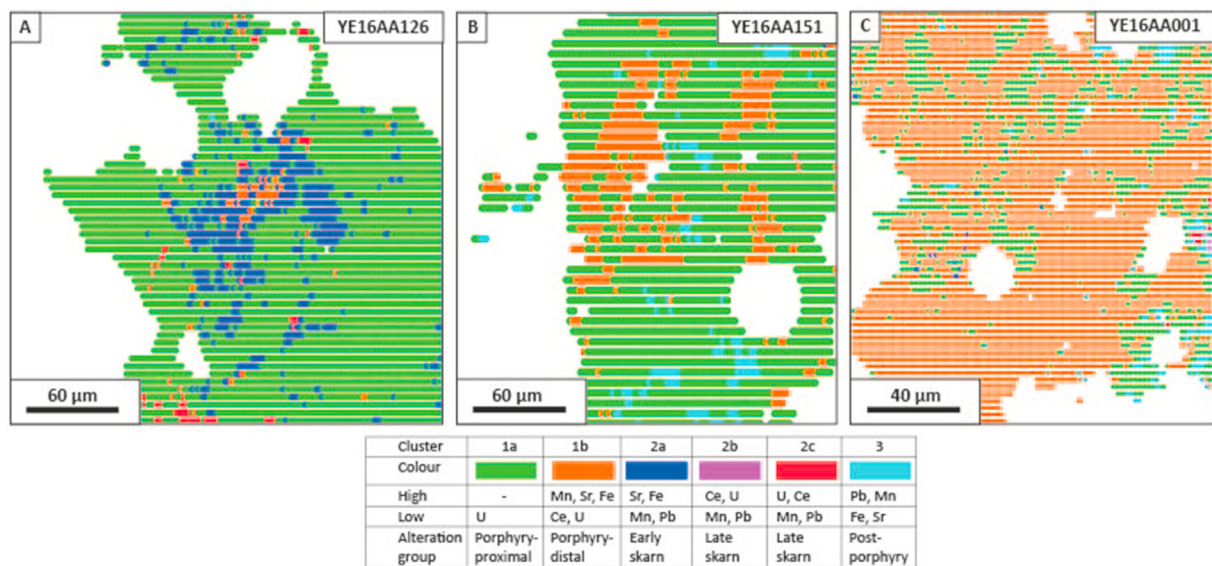 A YE16AA126
B YE16AA151
C YE16AA001
60 μm
60 μm
40 μm
Cluster 1a 1b 2a 2b 2c 3
Colour
High - Mn, Sr, Fe Sr, Fe Ce, U U, Ce Pb, Mn
Low U Ce, U Mn, Pb Mn, Pb Mn, Pb Fe, Sr
Alteration Porphyry- Porphyry- Early Late Late Post-
group proximal distal skarn skarn skarn porphyry